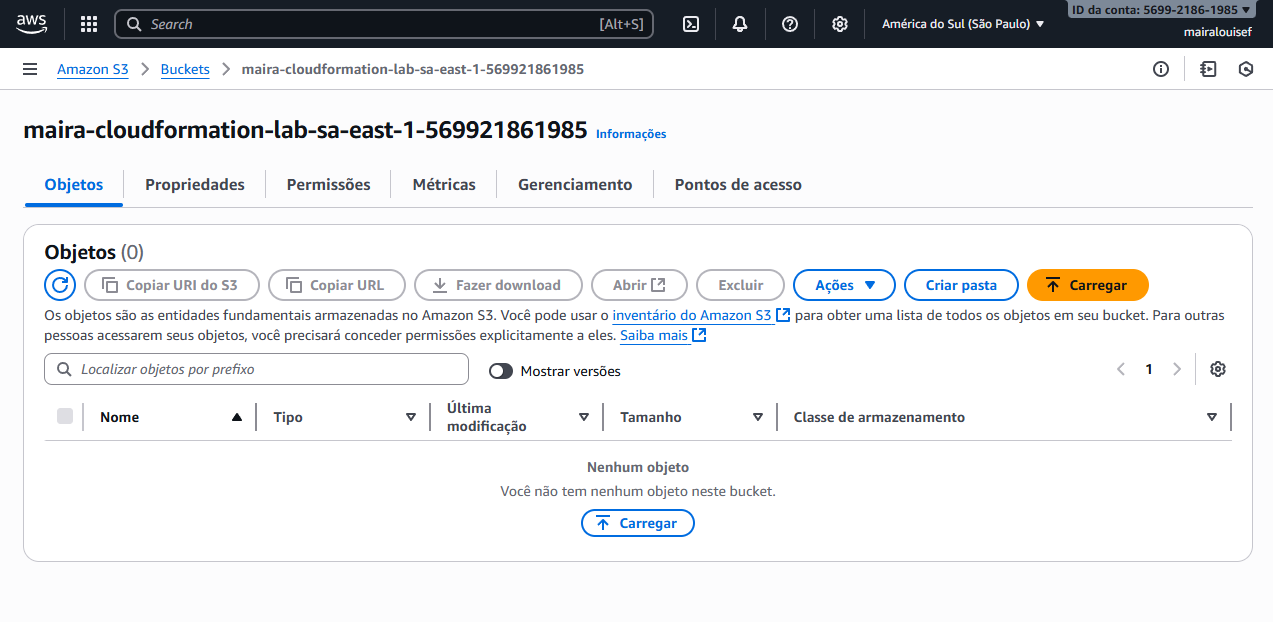 aws
Search
[Alt+S]
América do Sul (São Paulo)
ID da conta: 5699-2186-1985
mairalouisef
Amazon S3
Buckets
maira-cloudformation-lab-sa-east-1-569921861985
maira-cloudformation-lab-sa-east-1-569921861985 Informações
Objetos
Propriedades
Permissões
Métricas
Gerenciamento
Pontos de acesso
Objetos (0)
Copiar URI do S3
Copiar URL
Fazer download
Abrir
Excluir
Ações
Criar pasta
Carregar
Os objetos são as entidades fundamentais armazenadas no Amazon S3. Você pode usar o inventário do Amazon S3 para obter uma lista de todos os objetos em seu bucket. Para outras
pessoas acessarem seus objetos, você precisará conceder permissões explicitamente a eles. Saiba mais
Localizar objetos por prefixo
Mostrar versões
1
Nome
Tipo
Última
modificação
Tamanho
Classe de armazenamento
Nenhum objeto
Você não tem nenhum objeto neste bucket.
Carregar